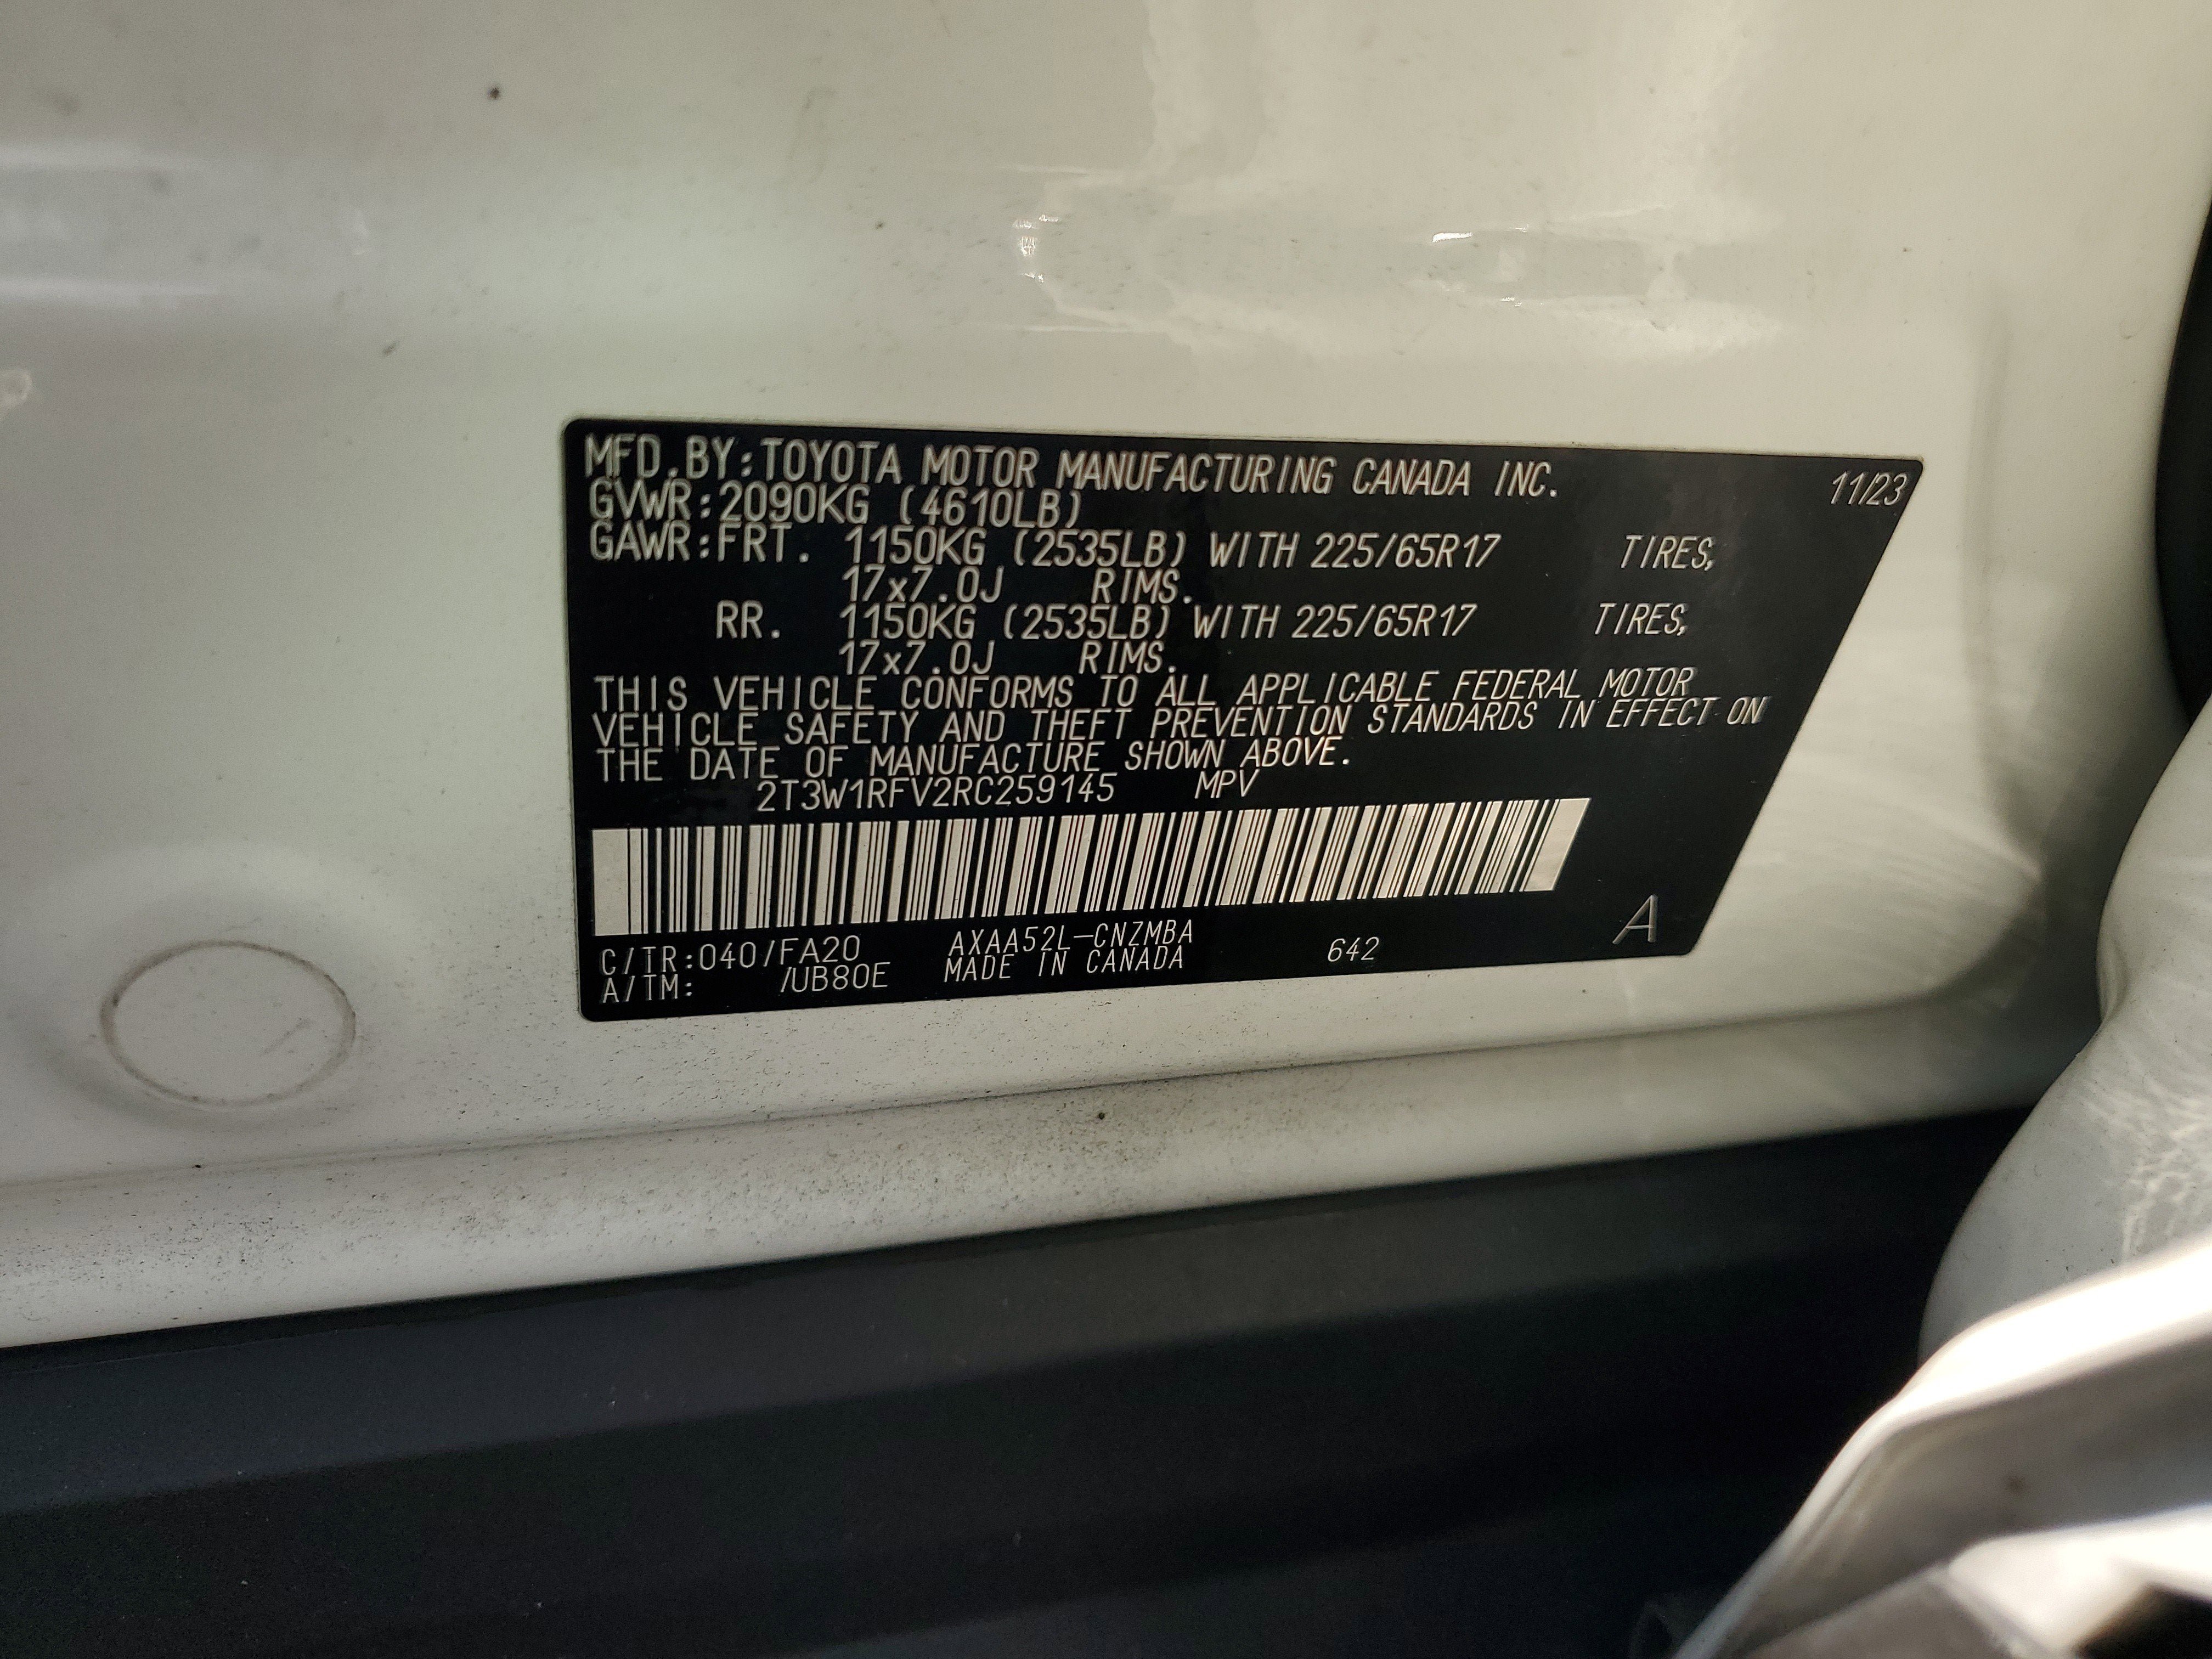 MFD.BY:TOYOTA MOTOR MANUFACTURING CANADA INC. 11/23
GVWR:2090KG (4610LB)
GAWR:FRT. 1150KG (2535LB) WITH 225/65R17 TIRES,
17x7.0J RIMS.
RR. 1150KG (2535LB) WITH 225/65R17 TIRES,
17x7.0J RIMS.
THIS VEHICLE CONFORMS TO ALL APPLICABLE FEDERAL MOTOR
VEHICLE SAFETY AND THEFT PREVENTION STANDARDS IN EFFECT ON
THE DATE OF MANUFACTURE SHOWN ABOVE.
2T3W1RFV2RC259145 MPV
C/TR:040/FA20 AXAA52L-CNZMBA 642 A
A/TM: /UB80E MADE IN CANADA